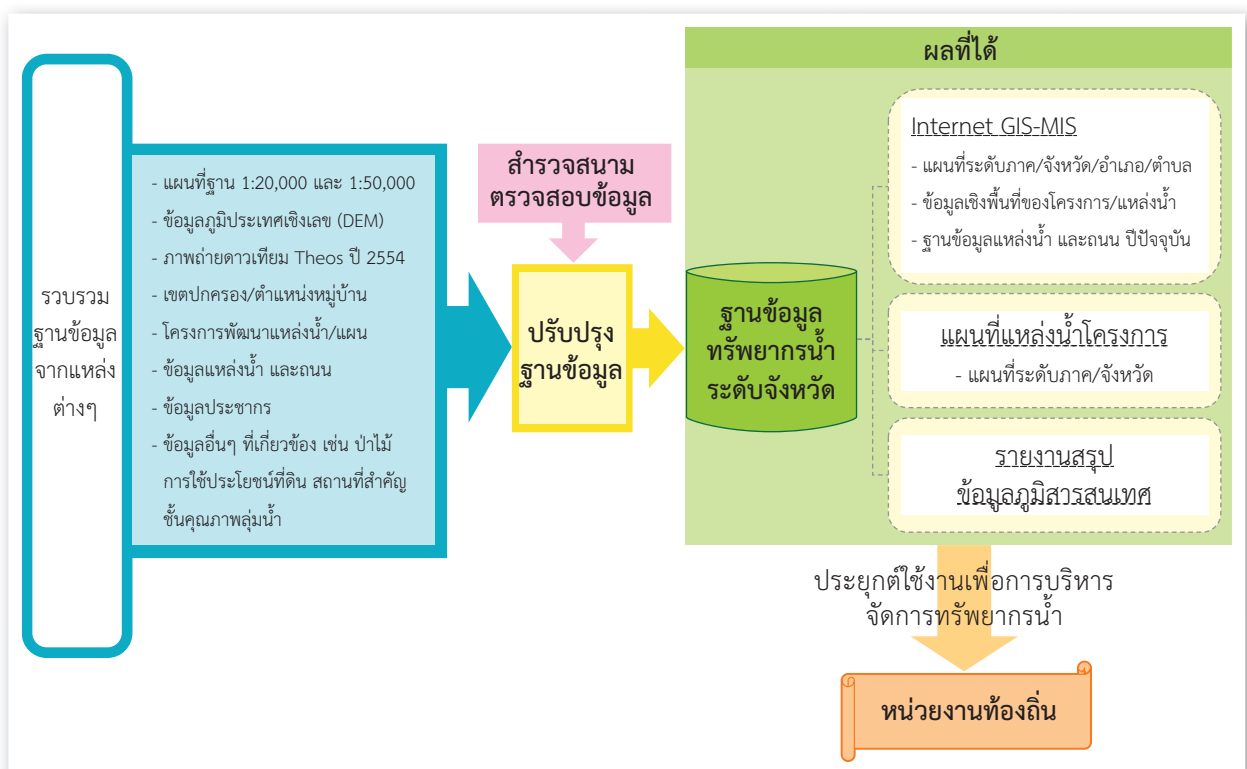 รวบรวม
ฐานข้อมูล
จากแหล่ง
ต่างๆ
- แผนที่ฐาน 1:20,000 และ 1:50,000
- ข้อมูลภูมิประเทศเชิงเลข (DEM)
- ภาพถ่ายดาวเทียม Theos ปี 2554
- เขตปกครอง/ตำแหน่งหมู่บ้าน
- โครงการพัฒนาแหล่งน้ำ/แผน
- ข้อมูลแหล่งน้ำ และถนน
- ข้อมูลประชากร
- ข้อมูลอื่นๆ ที่เกี่ยวข้อง เช่น ป่าไม้
การใช้ประโยชน์ที่ดิน สถานที่สำคัญ
ชั้นคุณภาพลุ่มน้ำ
สำรวจสนาม
ตรวจสอบข้อมูล
ปรับปรุง
ฐานข้อมูล
ผลที่ได้
ฐานข้อมูล
ทรัพยากรน้ำ
ระดับจังหวัด
Internet GIS-MIS
- แผนที่ระดับภาค/จังหวัด/อำเภอ/ตำบล
- ข้อมูลเชิงพื้นที่ของโครงการ/แหล่งน้ำ
- ฐานข้อมูลแหล่งน้ำ และถนน ปีปัจจุบัน
แผนที่แหล่งน้ำโครงการ
- แผนที่ระดับภาค/จังหวัด
รายงานสรุป
ข้อมูลภูมิสารสนเทศ
ประยุกต์ใช้งานเพื่อการบริหาร
จัดการทรัพยากรน้ำ
หน่วยงานท้องถิ่น